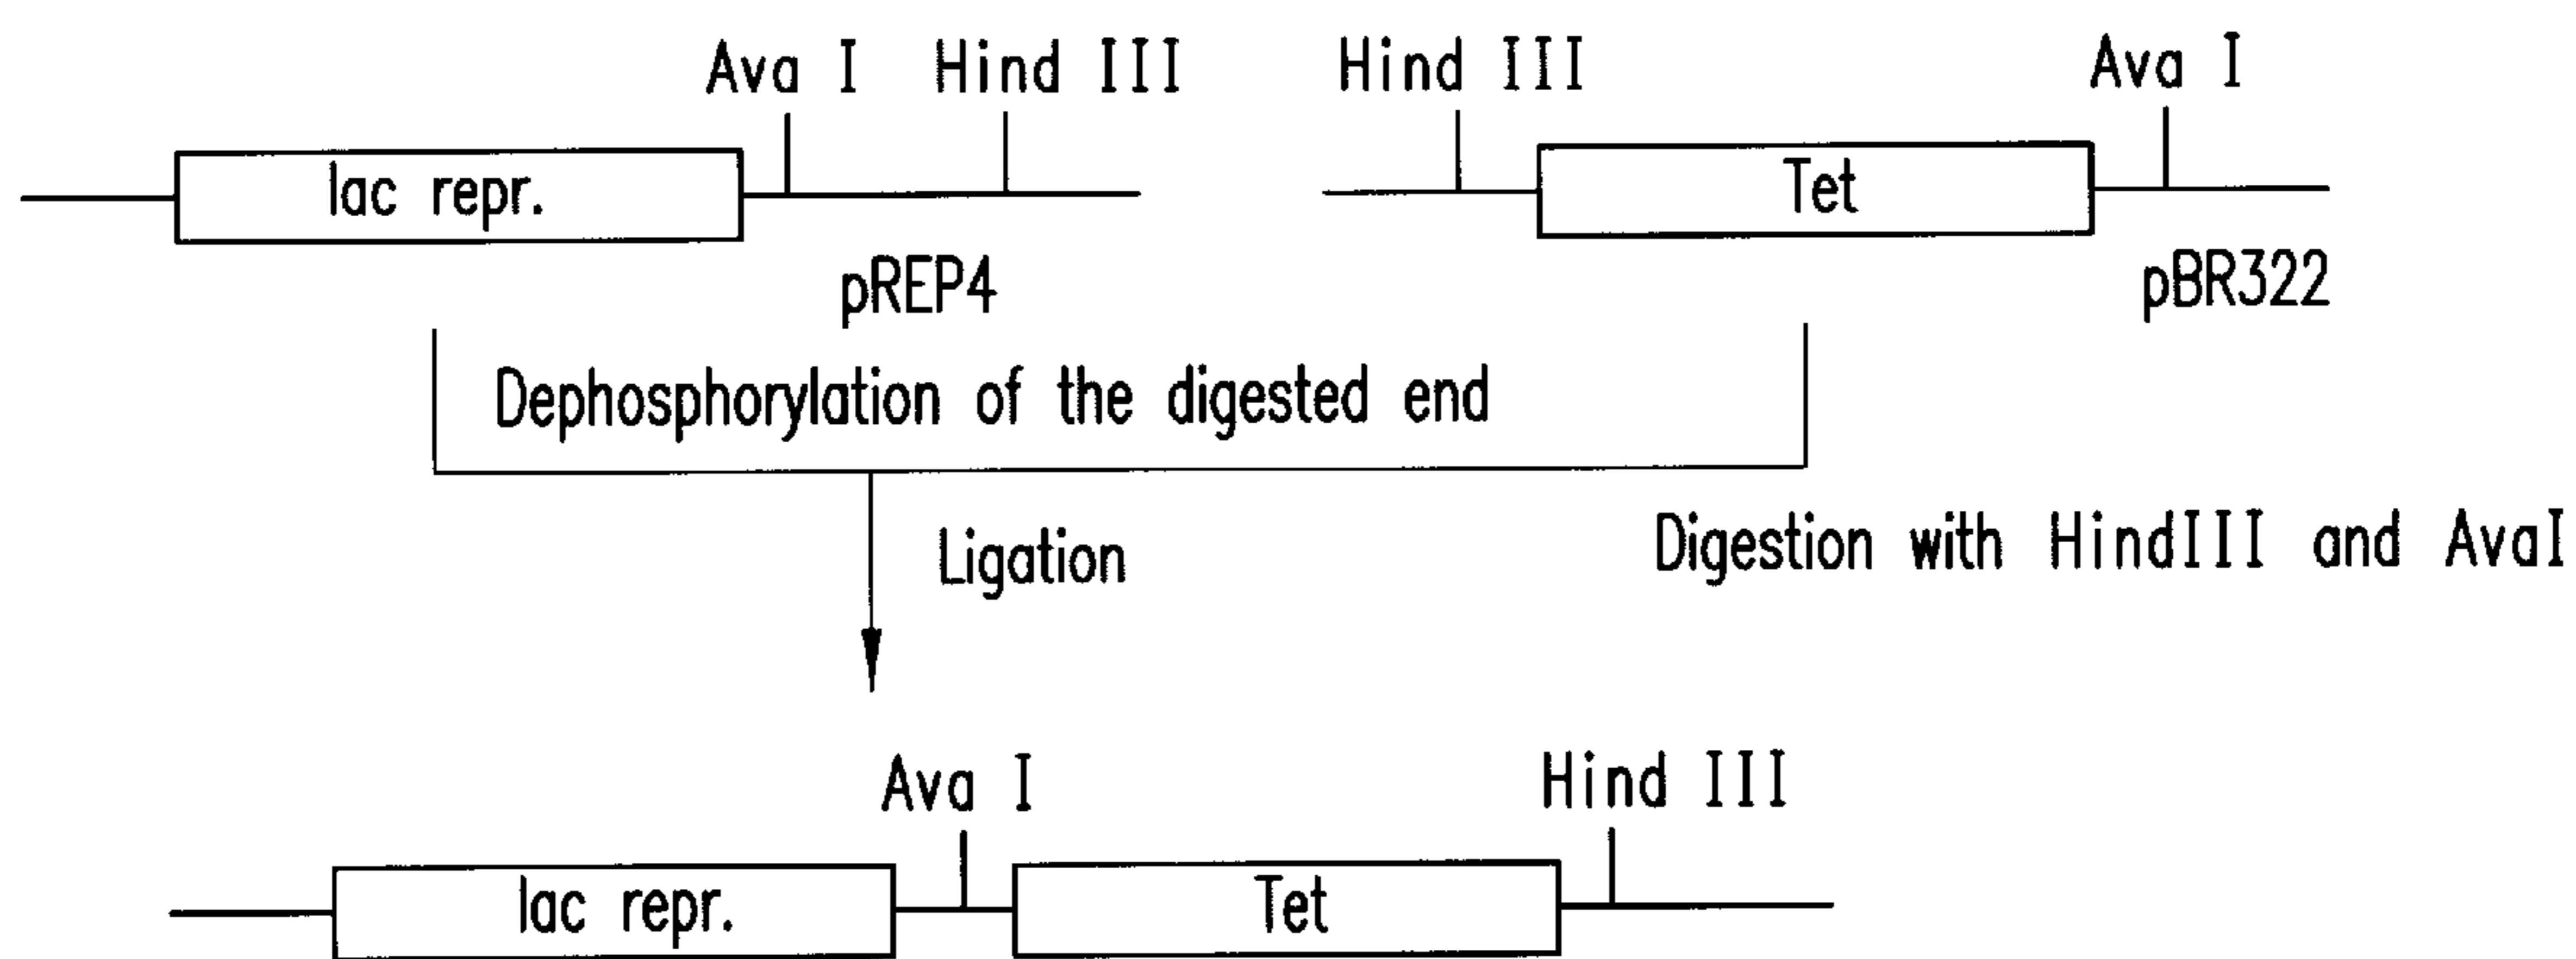 Ava I Hind III Hind III Ava I
lac repr. Tet
pREP4 pBR322
Dephosphorylation of the digested end
Ligation Digestion with HindIII and AvaI
Ava I Hind III
lac repr. Tet